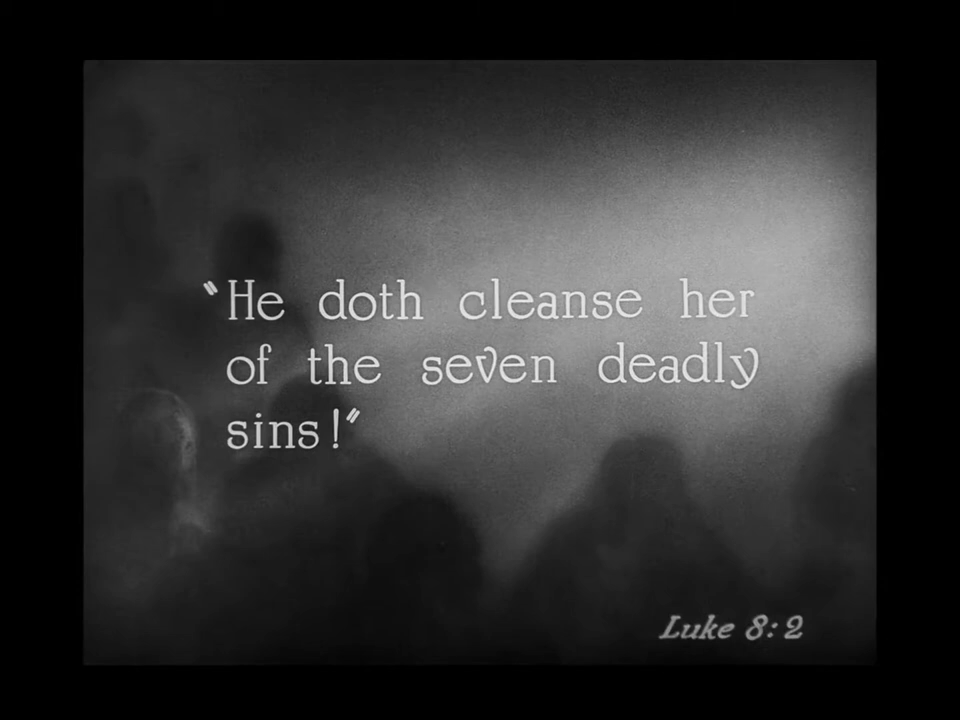 "He doth cleanse her
of the seven deadly
sins!"
Luke 8:2